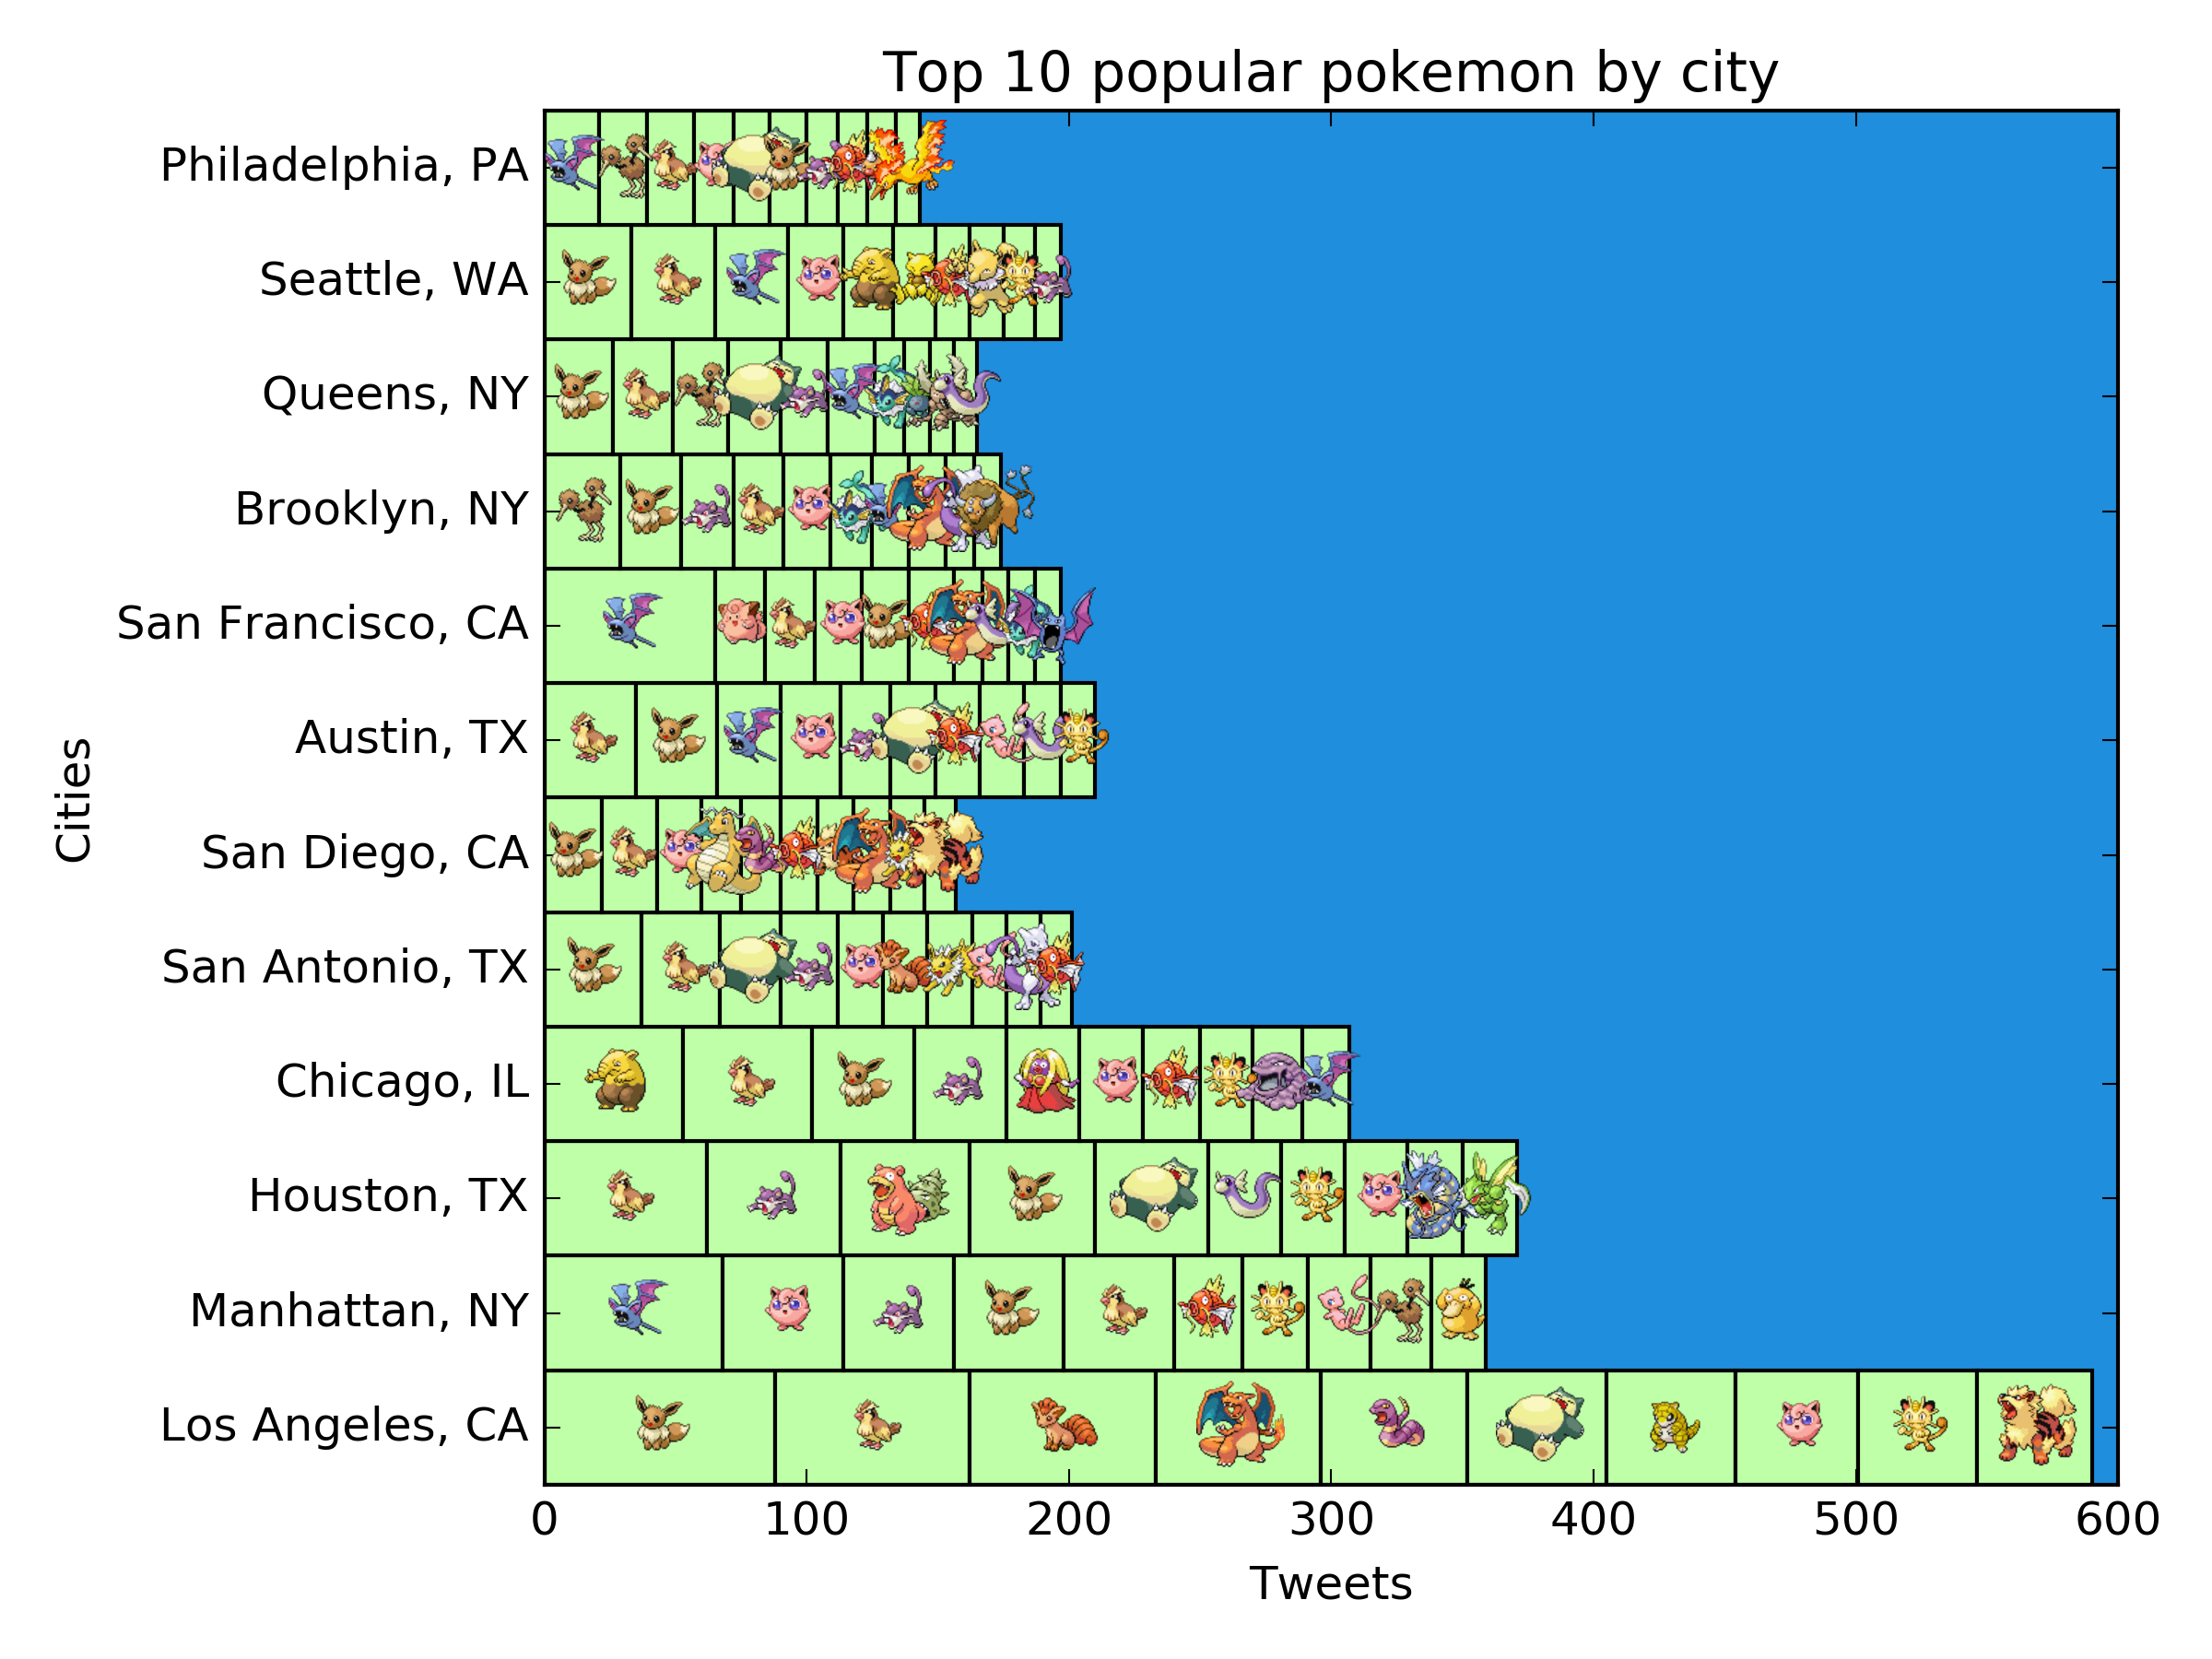 Top 10 popular pokemon by city
Philadelphia, PA
Seattle, WA
Queens, NY
Brooklyn, NY
San Francisco, CA
Austin, TX
San Diego, CA
San Antonio, TX
Chicago, IL
Houston, TX
Manhattan, NY
Los Angeles, CA
Cities
0 100 200 300 400 500 600
Tweets